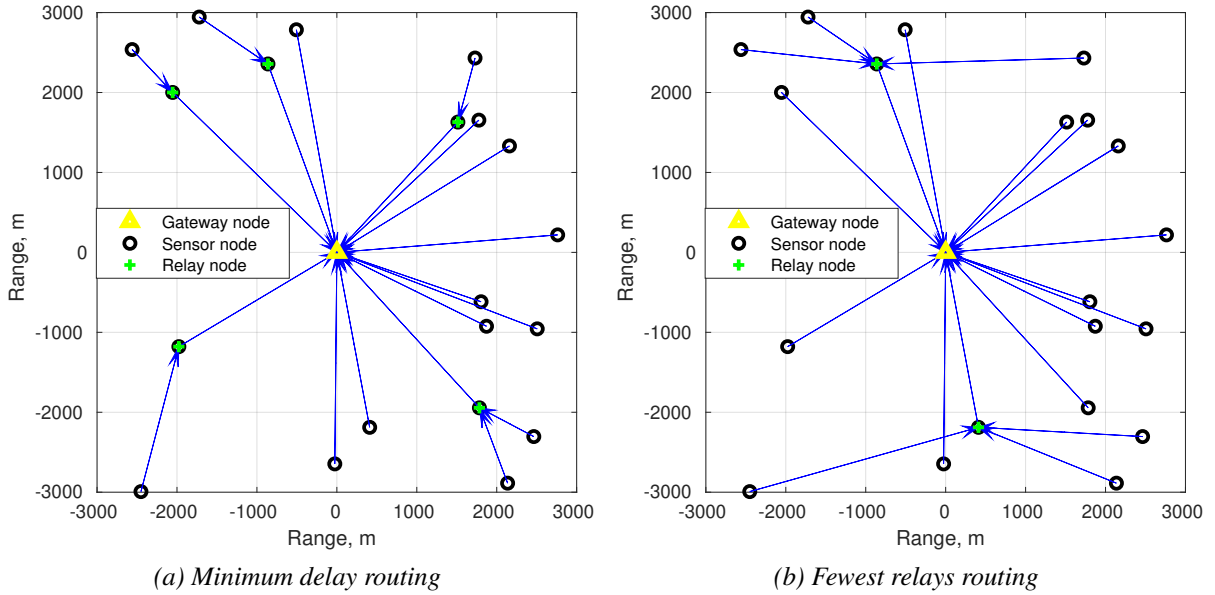 3000
2000
1000
0
-1000
-2000
-3000
Range, m
Gateway node
Sensor node
Relay node
-3000 -2000 -1000 0 1000 2000 3000
Range, m
(a) Minimum delay routing
3000
2000
1000
0
-1000
-2000
-3000
Range, m
Gateway node
Sensor node
Relay node
-3000 -2000 -1000 0 1000 2000 3000
Range, m
(b) Fewest relays routing